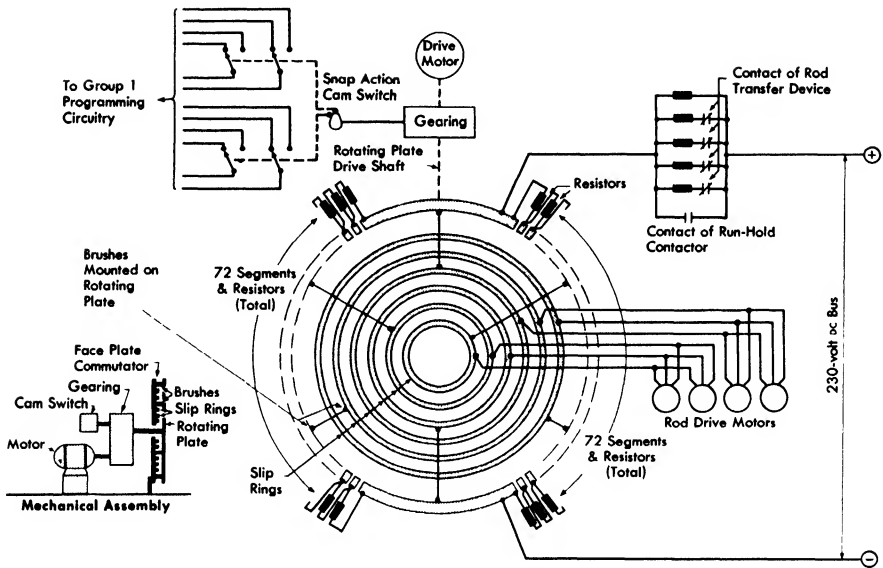 To Group 1
Programming
Circuitry
Snap Action
Cam Switch
Drive
Motor
Gearing
Rotating Plate
Drive Shaft
Resistors
Contact of Rod
Transfer Device
Contact of Run-Hold
Contactor
+
Brushes
Mounted on
Rotating
Plate
72 Segments
& Resistors
(Total)
230-volt DC Bus
Face Plate
Commutator
Gearing
Cam Switch
Brushes
Slip Rings
Rotating
Plate
Motor
Mechanical Assembly
Slip
Rings
Rod Drive Motors
72 Segments
& Resistors
(Total)
−